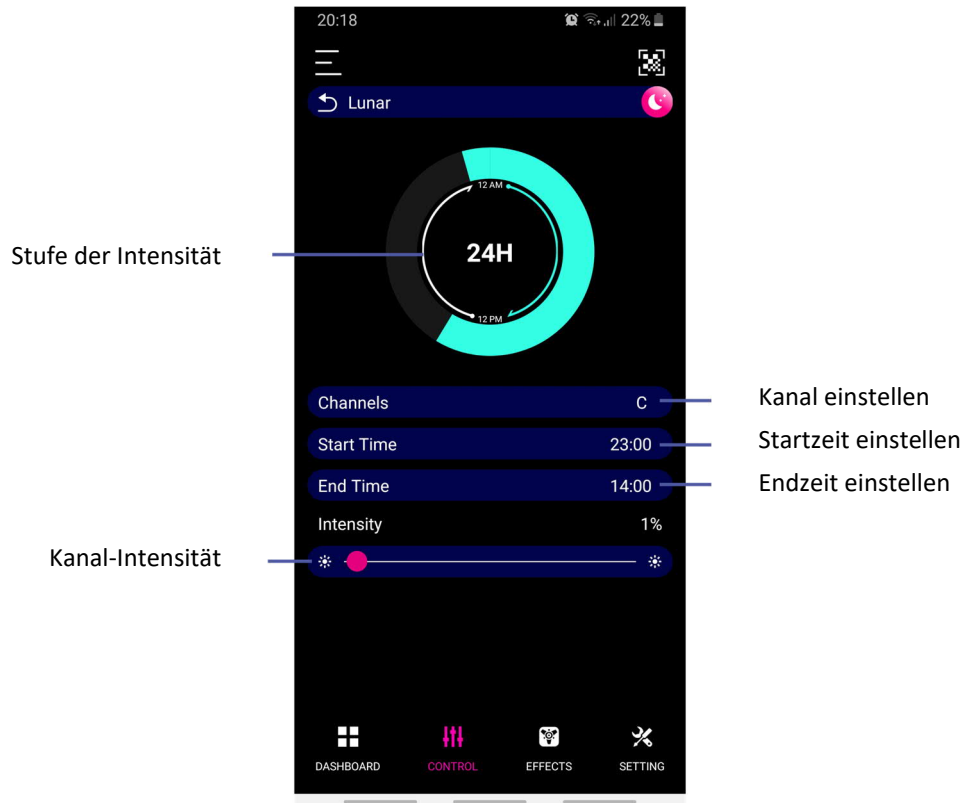 20:18 22%
Lunar
12 AM
Stufe der Intensität
24H
12 PM
Channels C Kanal einstellen
Start Time 23:00 Startzeit einstellen
End Time 14:00 Endzeit einstellen
Intensity 1%
Kanal-Intensität
DASHBOARD CONTROL EFFECTS SETTING